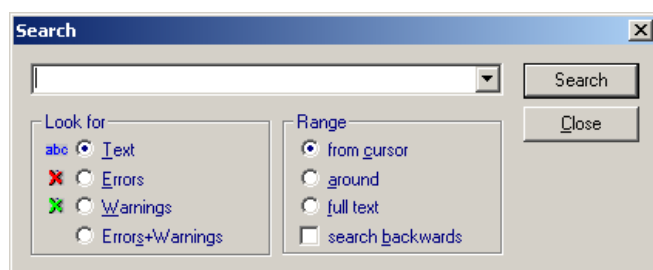 Search
Search
Look for
abc Text
Errors
Warnings
Errors+Warnings
Range
from cursor
around
full text
search backwards
Close